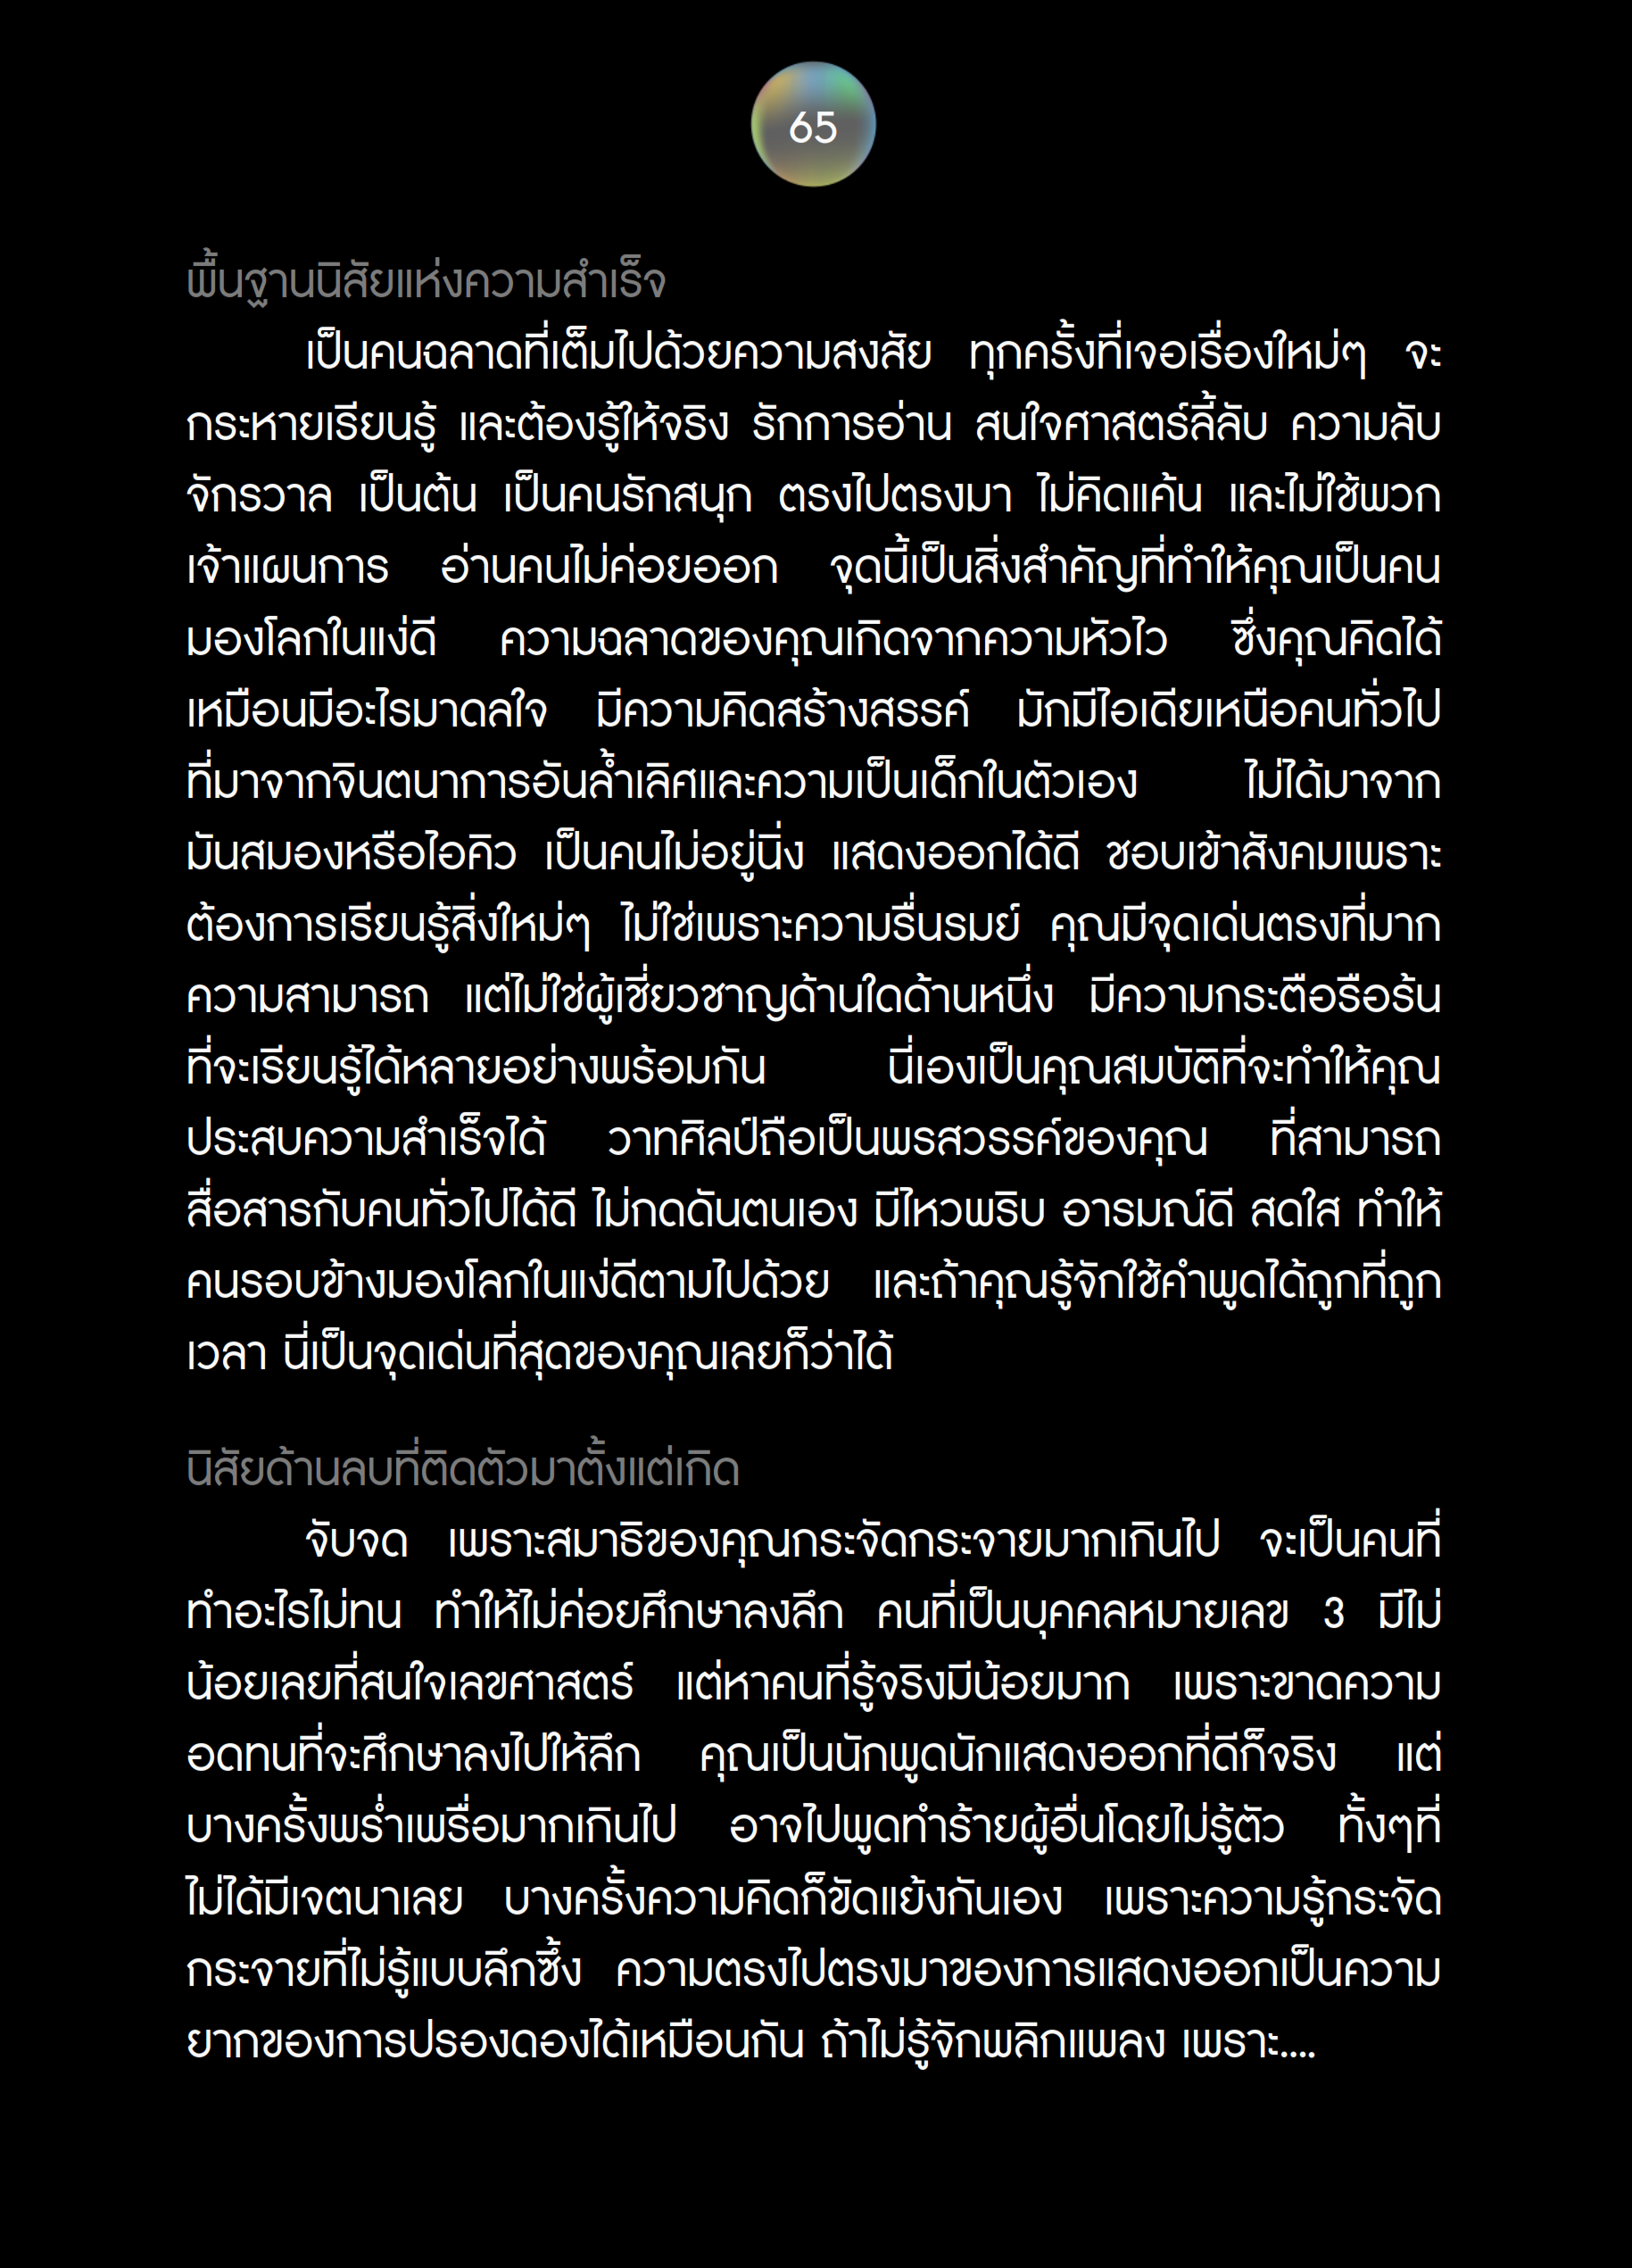 65
พื้นฐานนิสัยแห่งความสำเร็จ
เป็นคนฉลาดที่เต็มไปด้วยความสงสัย ทุกครั้งที่เจอเรื่องใหม่ๆ จะ
กระหายเรียนรู้ และต้องรู้ให้จริง รักการอ่าน สนใจศาสตร์ลี้ลับ ความลับ
จักรวาล เป็นต้น เป็นคนรักสนุก ตรงไปตรงมา ไม่คิดแค้น และไม่ใช้พวก
เจ้าแผนการ อ่านคนไม่ค่อยออก จุดนี้เป็นสิ่งสำคัญที่ทำให้คุณเป็นคน
มองโลกในแง่ดี ความฉลาดของคุณเกิดจากความหัวไว ซึ่งคุณคิดได้
เหมือนมีอะไรมาดลใจ มีความคิดสร้างสรรค์ มักมีไอเดียเหนือคนทั่วไป
ที่มาจากจินตนาการอันล้ำเลิศและความเป็นเด็กในตัวเอง ไม่ได้มาจาก
มันสมองหรือไอคิว เป็นคนไม่อยู่นิ่ง แสดงออกได้ดี ชอบเข้าสังคมเพราะ
ต้องการเรียนรู้สิ่งใหม่ๆ ไม่ใช่เพราะความรื่นรมย์ คุณมีจุดเด่นตรงที่มาก
ความสามารถ แต่ไม่ใช่ผู้เชี่ยวชาญด้านใดด้านหนึ่ง มีความกระตือรือร้น
ที่จะเรียนรู้ได้หลายอย่างพร้อมกัน นี่เองเป็นคุณสมบัติที่จะทำให้คุณ
ประสบความสำเร็จได้ วาทศิลป์ถือเป็นพรสวรรค์ของคุณ ที่สามารถ
สื่อสารกับคนทั่วไปได้ดี ไม่กดดันตนเอง มีไหวพริบ อารมณ์ดี สดใส ทำให้
คนรอบข้างมองโลกในแง่ดีตามไปด้วย และถ้าคุณรู้จักใช้คำพูดได้ถูกที่ถูก
เวลา นี่เป็นจุดเด่นที่สุดของคุณเลยก็ว่าได้
นิสัยด้านลบที่ติดตัวมาตั้งแต่เกิด
จับจด เพราะสมาธิของคุณกระจัดกระจายมากเกินไป จะเป็นคนที่
ทำอะไรไม่ทน ทำให้ไม่ค่อยศึกษาลงลึก คนที่เป็นบุคคลหมายเลข 3 มีไม่
น้อยเลยที่สนใจเลขศาสตร์ แต่หาคนที่รู้จริงมีน้อยมาก เพราะขาดความ
อดทนที่จะศึกษาลงไปให้ลึก คุณเป็นนักพูดนักแสดงออกที่ดีก็จริง แต่
บางครั้งพร่ำเพรื่อมากเกินไป อาจไปพูดทำร้ายผู้อื่นโดยไม่รู้ตัว ทั้งๆที่
ไม่ได้มีเจตนาเลย บางครั้งความคิดก็ขัดแย้งกันเอง เพราะความรู้กระจัด
กระจายที่ไม่รู้แบบลึกซึ้ง ความตรงไปตรงมาของการแสดงออกเป็นความ
ยากของการปรองดองได้เหมือนกัน ถ้าไม่รู้จักพลิกแพลง เพราะ....